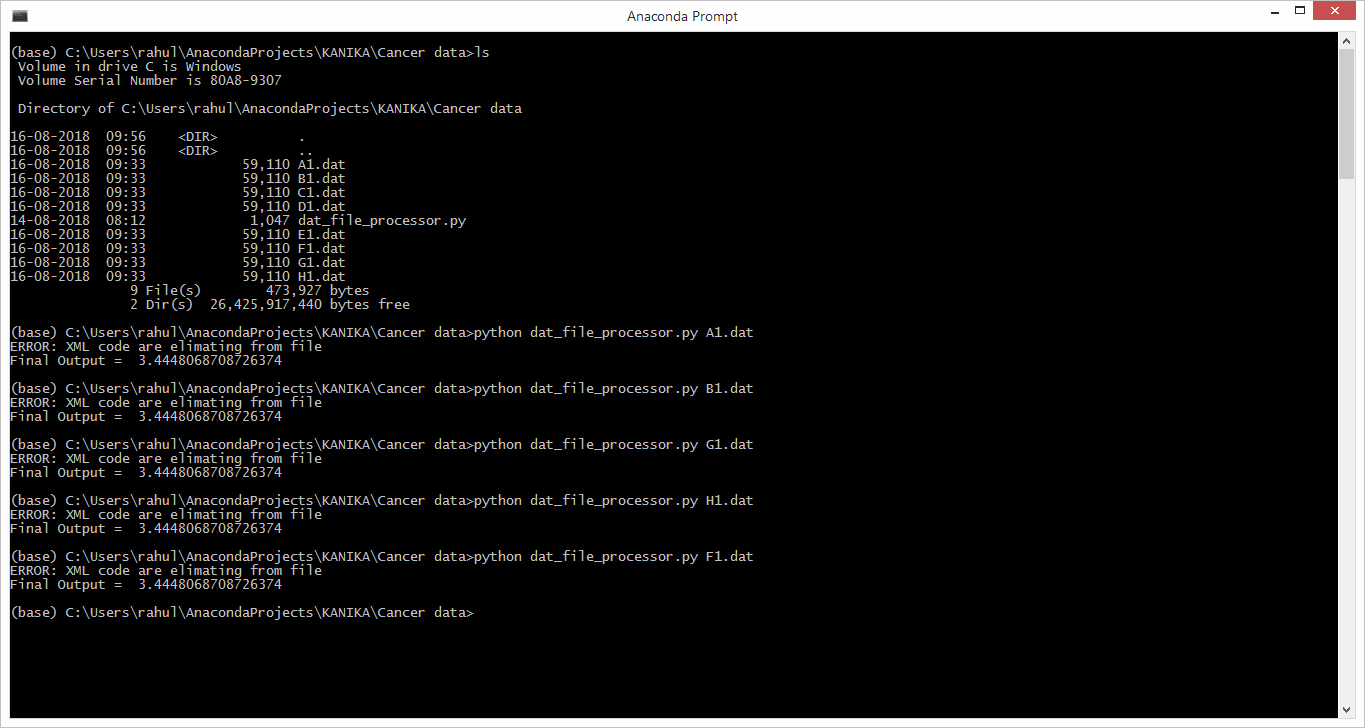 Anaconda Prompt
(base) C:\Users\rahul\AnacondaProjects\KANIKA\Cancer data>ls
 Volume in drive C is Windows
 Volume Serial Number is 80A8-9307
 Directory of C:\Users\rahul\AnacondaProjects\KANIKA\Cancer data
16-08-2018  09:56    <DIR>          .
16-08-2018  09:56    <DIR>          ..
16-08-2018  09:33            59,110 A1.dat
16-08-2018  09:33            59,110 B1.dat
16-08-2018  09:33            59,110 C1.dat
16-08-2018  09:33            59,110 D1.dat
14-08-2018  08:12             1,047 dat_file_processor.py
16-08-2018  09:33            59,110 E1.dat
16-08-2018  09:33            59,110 F1.dat
16-08-2018  09:33            59,110 G1.dat
16-08-2018  09:33            59,110 H1.dat
               9 File(s)        473,927 bytes
               2 Dir(s)  26,425,917,440 bytes free
(base) C:\Users\rahul\AnacondaProjects\KANIKA\Cancer data>python dat_file_processor.py A1.dat
ERROR: XML code are elimating from file
Final Output =  3.4448068708726374
(base) C:\Users\rahul\AnacondaProjects\KANIKA\Cancer data>python dat_file_processor.py B1.dat
ERROR: XML code are elimating from file
Final Output =  3.4448068708726374
(base) C:\Users\rahul\AnacondaProjects\KANIKA\Cancer data>python dat_file_processor.py G1.dat
ERROR: XML code are elimating from file
Final Output =  3.4448068708726374
(base) C:\Users\rahul\AnacondaProjects\KANIKA\Cancer data>python dat_file_processor.py H1.dat
ERROR: XML code are elimating from file
Final Output =  3.4448068708726374
(base) C:\Users\rahul\AnacondaProjects\KANIKA\Cancer data>python dat_file_processor.py F1.dat
ERROR: XML code are elimating from file
Final Output =  3.4448068708726374
(base) C:\Users\rahul\AnacondaProjects\KANIKA\Cancer data>